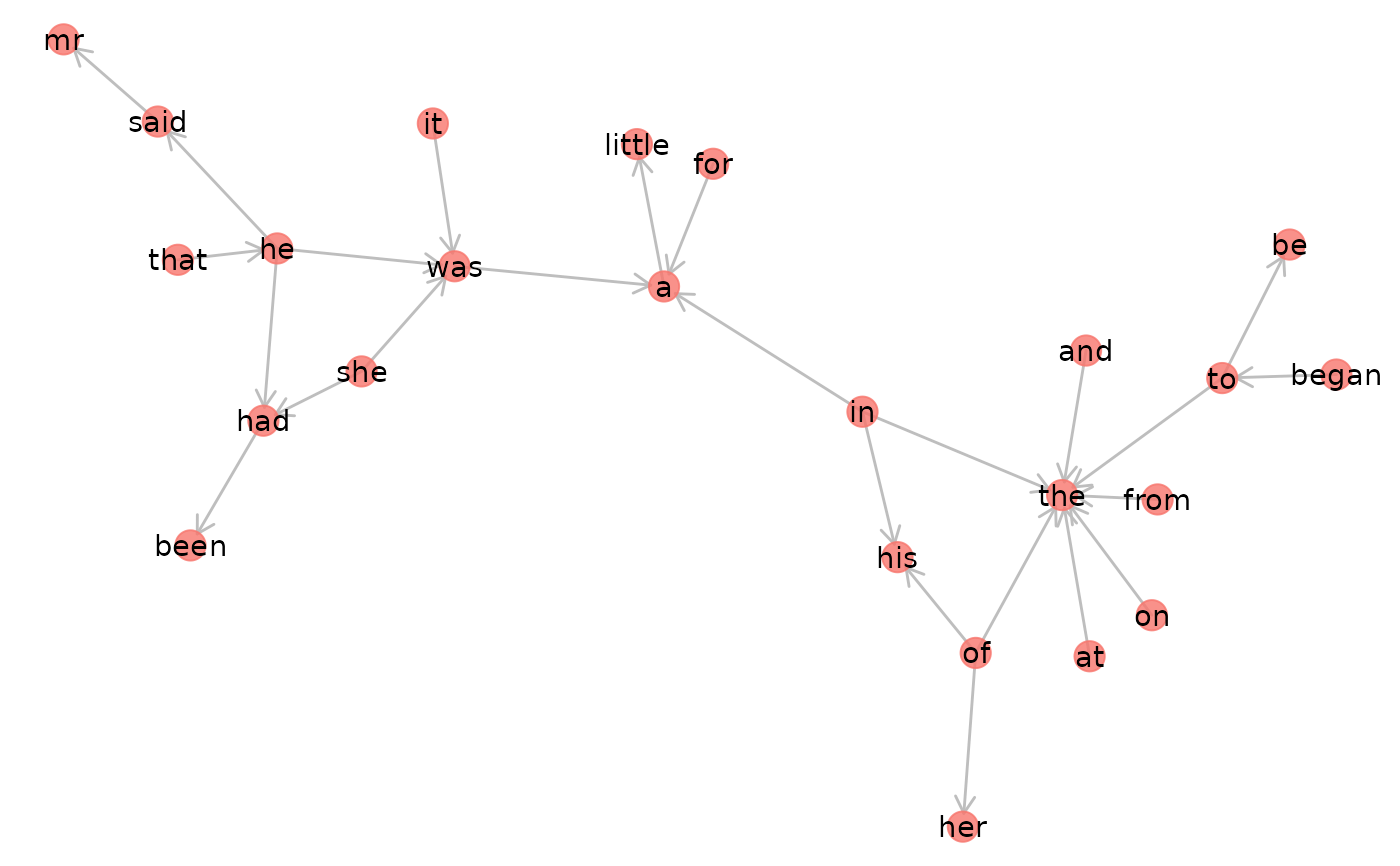 mr
said
it
little
for
that
he
was
a
be
she
and
to
began
had
in
the
from
been
his
on
of
at
her